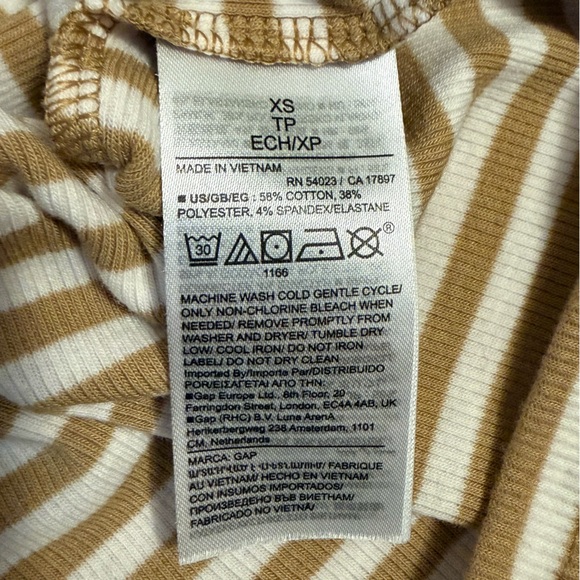 XS
TP
ECH/XP
MADE IN VIETNAM
RN 54023 / CA 17897
■ US/GB/EG : 58% COTTON, 38%
POLYESTER, 4% SPANDEX/ELASTANE
30
®
1166
MACHINE WASH COLD GENTLE CYCLE/
ONLY NON-CHLORINE BLEACH WHEN
NEEDED/ REMOVE PROMPTLY FROM
WASHER AND DRYER/ TUMBLE DRY
LOW/ COOL IRON/ DO NOT IRON
LABEL/ DO NOT DRY CLEAN
Imported By/Importe Par/DISTRIBUIDO
POR/ΕΙΣΑΓΕΤΑΙ ΑΠΟ ΤΗΝ:
■Gap Europe Ltd., 8th Floor, 20
Farringdon Street, London, EC4A 4AB, UK
■Gap (RHC) B.V. Luna ArenA
Herikerbergweg 238 Amsterdam, 1101
CM, Netherlands
MARCA: GAP
FABRIQUE
AU VIETNAM/ HECHO EN VIETNAM
CON INSUMOS IMPORTADOS/
ПРОИЗВЕДЕНО ВЪВ ВИЕТНАМ/
FABRICADO NO VIETNÃ/